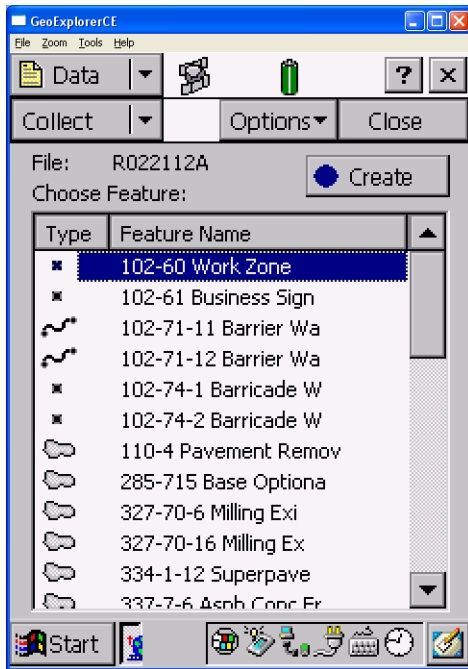 GeoExplorerCE
File Zoom Tools Help
Data ? ×
Collect Options Close
File: R022112A
Create
Choose Feature:
Type Feature Name
102-60 Work Zone
102-61 Business Sign
102-71-11 Barrier Wa
102-71-12 Barrier Wa
102-74-1 Barricade W
102-74-2 Barricade W
110-4 Pavement Remov
285-715 Base Optiona
327-70-6 Milling Exi
327-70-16 Milling Ex
334-1-12 Superpave
337-7-6 Asph Conc Fr
Start